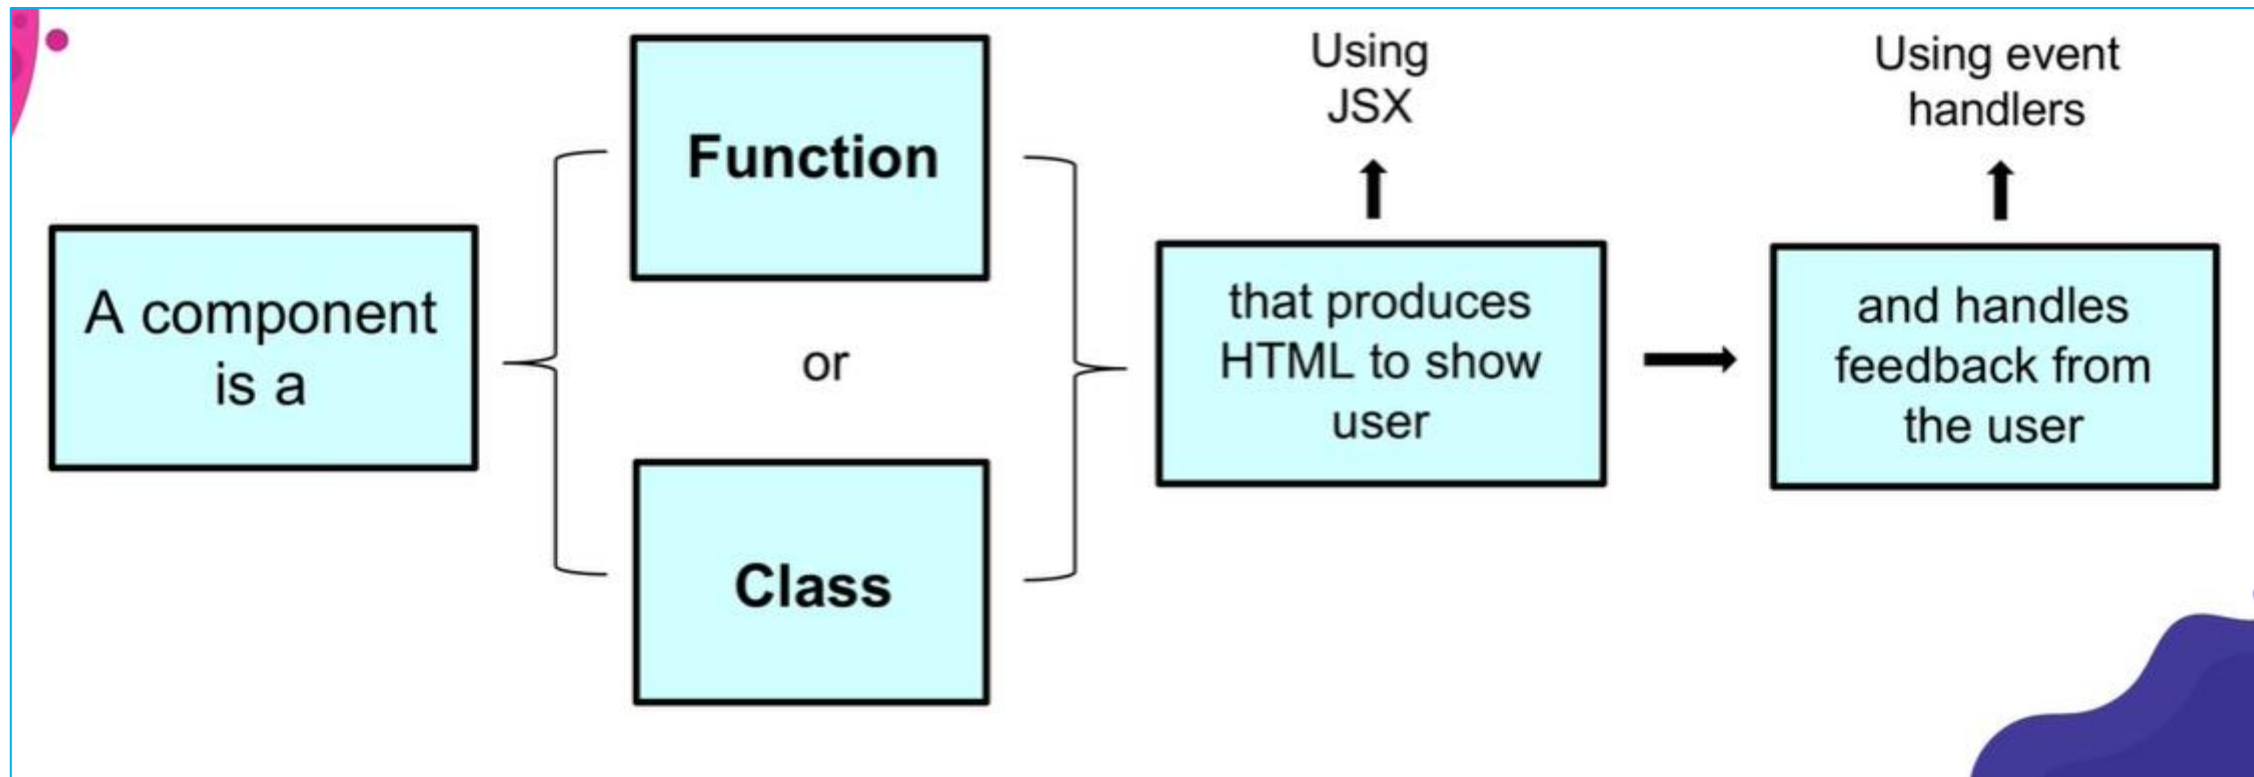 A component
is a
Function
or
Class
Using
JSX
that produces
HTML to show
user
Using event
handlers
and handles
feedback from
the user